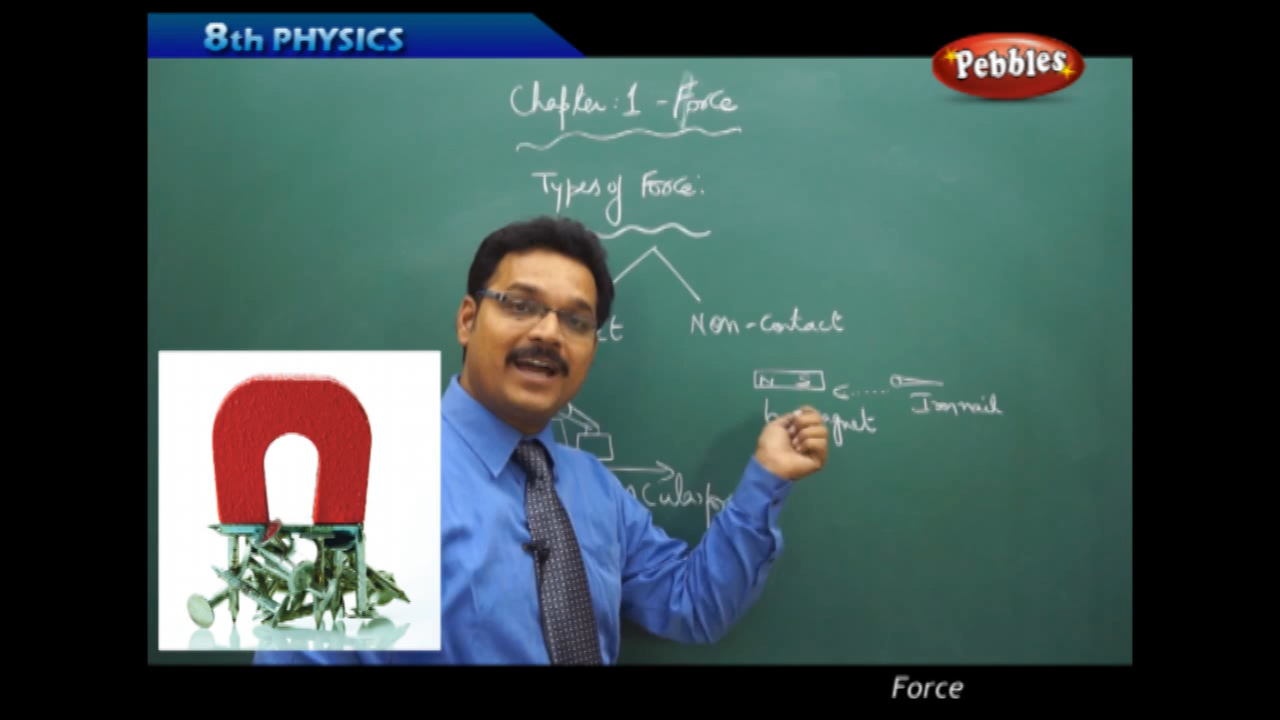 8th PHYSICS
Pebbles
Chapter: 1 - Force
Types of Force:
Non-Contact
N S
Iron nail
Force